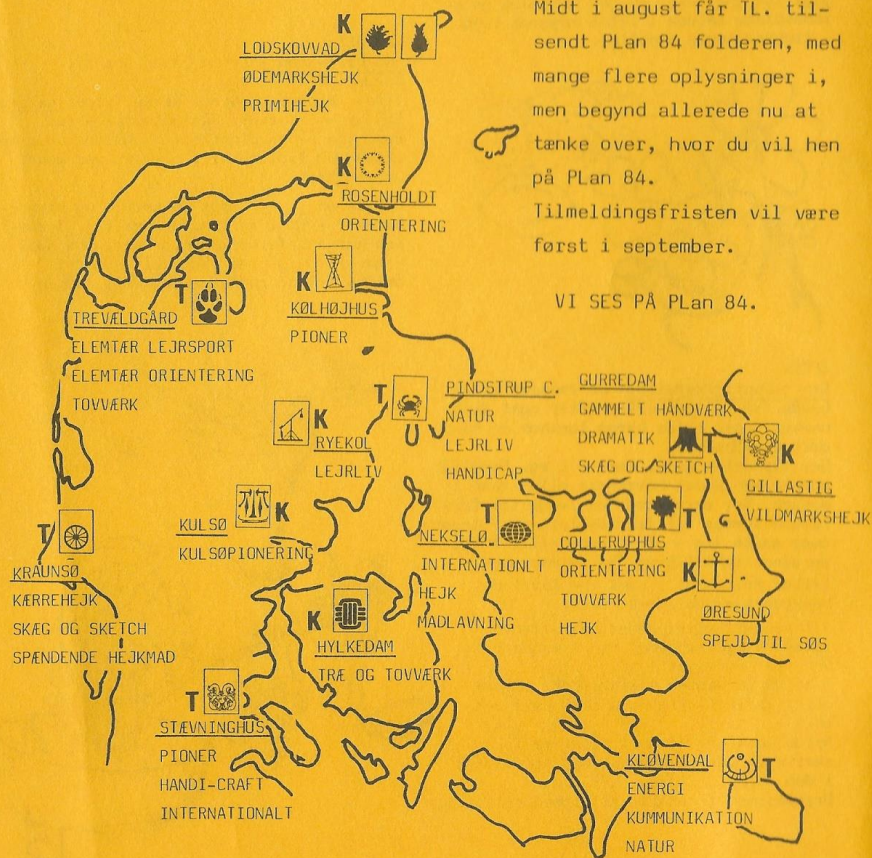 Midt i august får TL. til-
sendt PLan 84 folderen, med
mange flere oplysninger i,
men begynd allerede nu at
tænke over, hvor du vil hen
på PLan 84.
Tilmeldingsfristen vil være
først i september.
VI SES PÅ PLan 84.
K
LODSKOVVAD
ØDEMARKSHEJK
PRIMIHEJK
K
ROSENHOLDT
ORIENTERING
K
KØLHØJHUS
PIONER
T
TREVÆLDGÅRD
ELEMTÆR LEJRSPORT
ELEMTÆR ORIENTERING
TOVVÆRK
T
PINDSTRUP C.
NATUR
LEJRLIV
HANDICAP
GURREDAM
GAMMELT HÅNDVÆRK
DRAMATIK
SKÆG OG SKETCH
T
K
GILLASTIG
VILDMARKSHEJK
K
RYEKOL
LEJRLIV
KULSØ
K
KULSØPIONERING
T
NEKSELØ
INTERNATIONLT
HEJK
MADLAVNING
T
COLLERUPHUS
ORIENTERING
TOVVÆRK
HEJK
K
ØRESUND
SPEJD TIL SØS
T
KRAUNSØ
KÆRREHEJK
SKÆG OG SKETCH
SPÆNDENDE HEJKMAD
K
HYLKEDAM
TRÆ OG TOVVÆRK
T
STÆVNINGHUS
PIONER
HANDI-CRAFT
INTERNATIONALT
KLØVENDAL
T
ENERGI
KUMMUNIKATION
NATUR